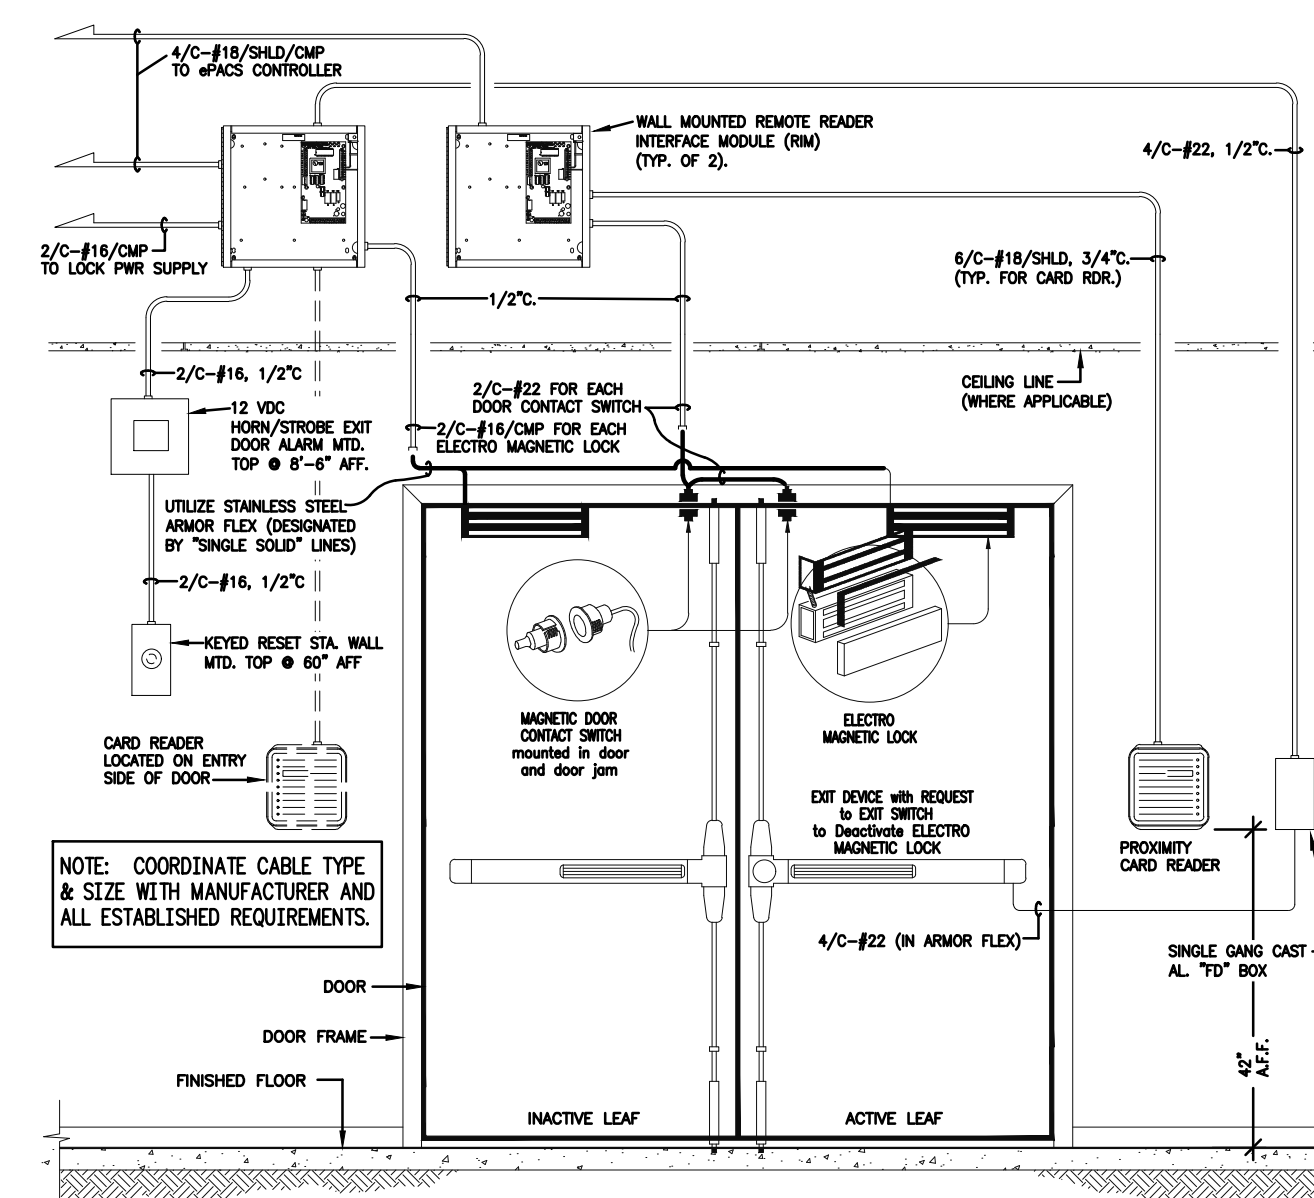 4/C-#18/SHLD/CMP
TO ePACS CONTROLLER
WALL MOUNTED REMOTE READER
INTERFACE MODULE (RIM)
(TYP. OF 2).
4/C-#22, 1/2"C.
2/C-#16/CMP
TO LOCK PWR SUPPLY
6/C-#18/SHLD, 3/4"C.
(TYP. FOR CARD RDR.)
1/2"C.
2/C-#16, 1/2"C
2/C-#22 FOR EACH
DOOR CONTACT SWITCH
CEILING LINE
(WHERE APPLICABLE)
12 VDC
HORN/STROBE EXIT
DOOR ALARM MTD.
TOP @ 8'-6" AFF.
2/C-#16/CMP FOR EACH
ELECTRO MAGNETIC LOCK
UTILIZE STAINLESS STEEL
ARMOR FLEX (DESIGNATED
BY "SINGLE SOLID" LINES)
2/C-#16, 1/2"C
KEYED RESET STA. WALL
MTD. TOP @ 60" AFF
MAGNETIC DOOR
CONTACT SWITCH
mounted in door
and door jam
ELECTRO
MAGNETIC LOCK
CARD READER
LOCATED ON ENTRY
SIDE OF DOOR
EXIT DEVICE with REQUEST
to EXIT SWITCH
to Deactivate ELECTRO
MAGNETIC LOCK
PROXIMITY
CARD READER
NOTE: COORDINATE CABLE TYPE
& SIZE WITH MANUFACTURER AND
ALL ESTABLISHED REQUIREMENTS.
4/C-#22 (IN ARMOR FLEX)
SINGLE GANG CAST
AL. "FD" BOX
DOOR
DOOR FRAME
42"
A.F.F.
FINISHED FLOOR
INACTIVE LEAF
ACTIVE LEAF